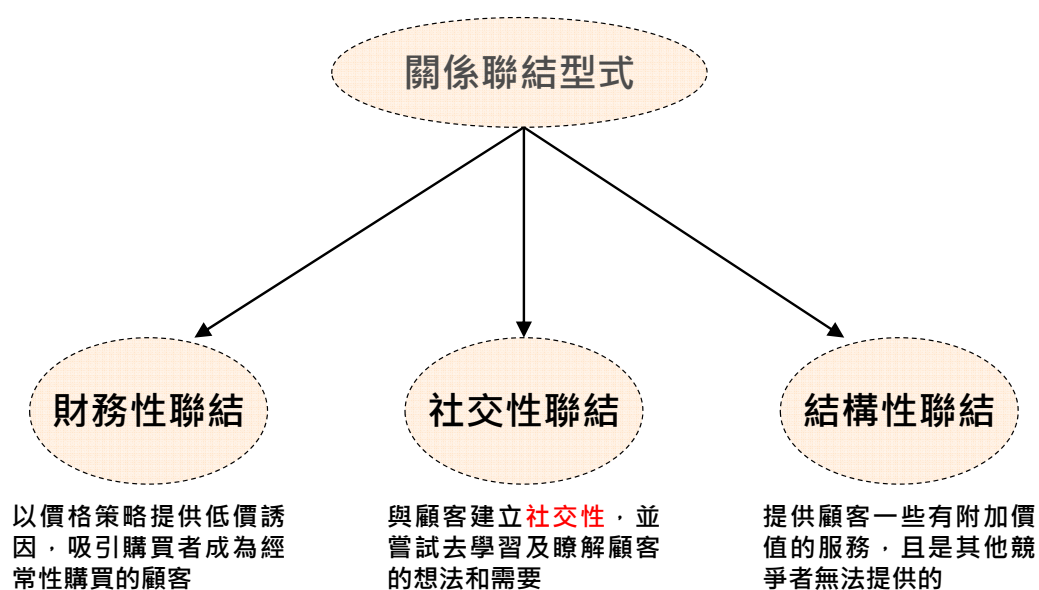 關係聯結型式
財務性聯結
社交性聯結
結構性聯結
以價格策略提供低價誘
因，吸引購買者成為經
常性購買的顧客
與顧客建立社交性，並
嘗試去學習及瞭解顧客
的想法和需要
提供顧客一些有附加價
值的服務，且是其他競
爭者無法提供的